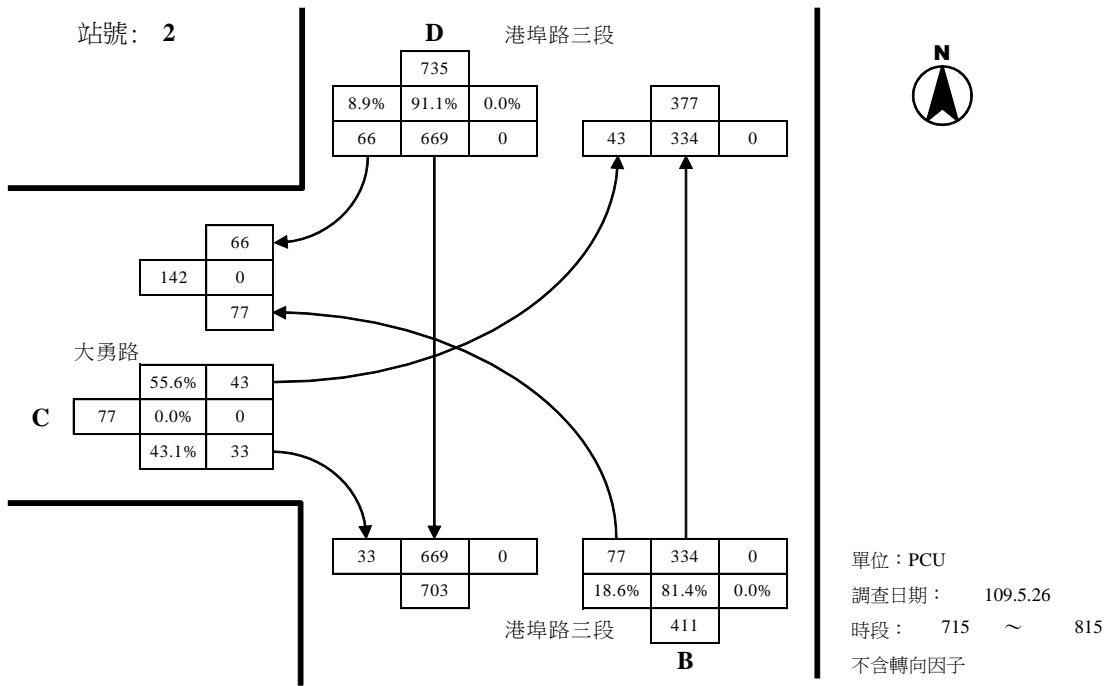 站號： 2
D 港埠路三段
N
735
8.9% 91.1% 0.0%
66 669 0
377
43 334 0
66
142 0
77
大勇路
55.6% 43
C 77 0.0% 0
43.1% 33
33 669 0
703
77 334 0
18.6% 81.4% 0.0%
411
港埠路三段
B
單位：PCU
調查日期： 109.5.26
時段： 715 ～ 815
不含轉向因子